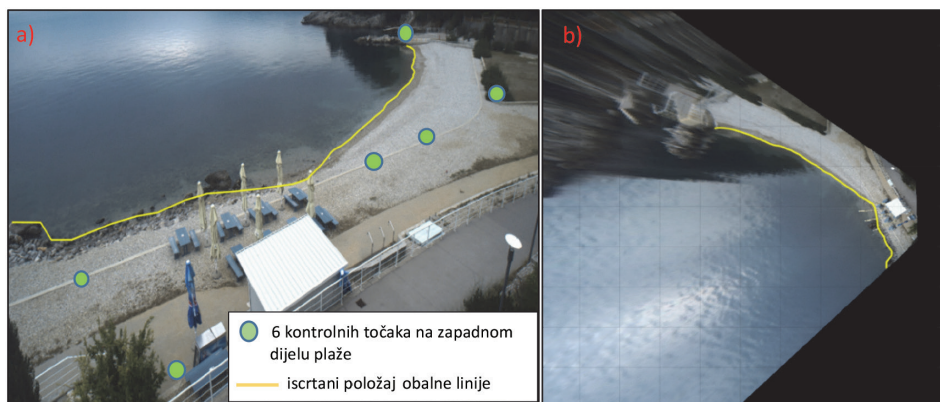 a)
b)
6 kontrolnih točaka na zapadnom
dijelu plaže
iscrtani položaj obalne linije